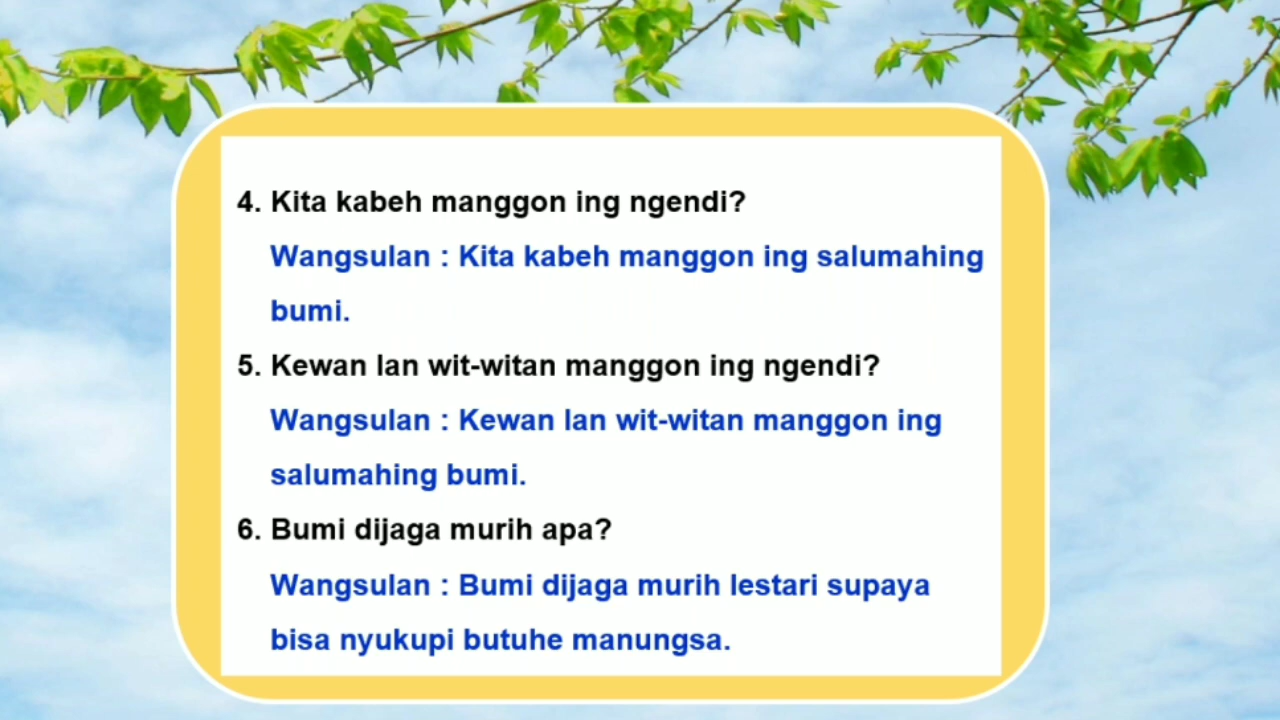 4. Kita kabeh manggon ing ngendi?
Wangsulan : Kita kabeh manggon ing salumahing
bumi.
5. Kewan lan wit-witan manggon ing ngendi?
Wangsulan : Kewan lan wit-witan manggon ing
salumahing bumi.
6. Bumi dijaga murih apa?
Wangsulan : Bumi dijaga murih lestari supaya
bisa nyukupi butuhe manungsa.